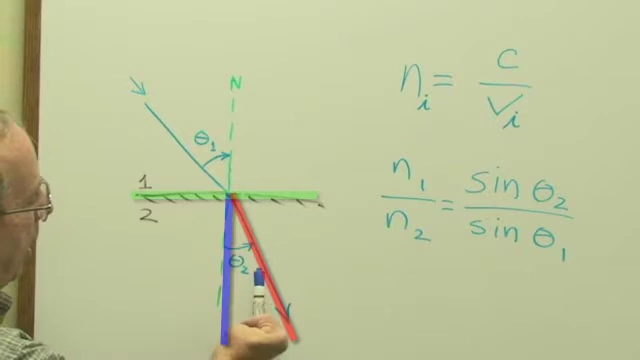 N
θ₁
1
2
θ₂
nᵢ = c / vᵢ
n₁ / n₂ = sin θ₂ / sin θ₁